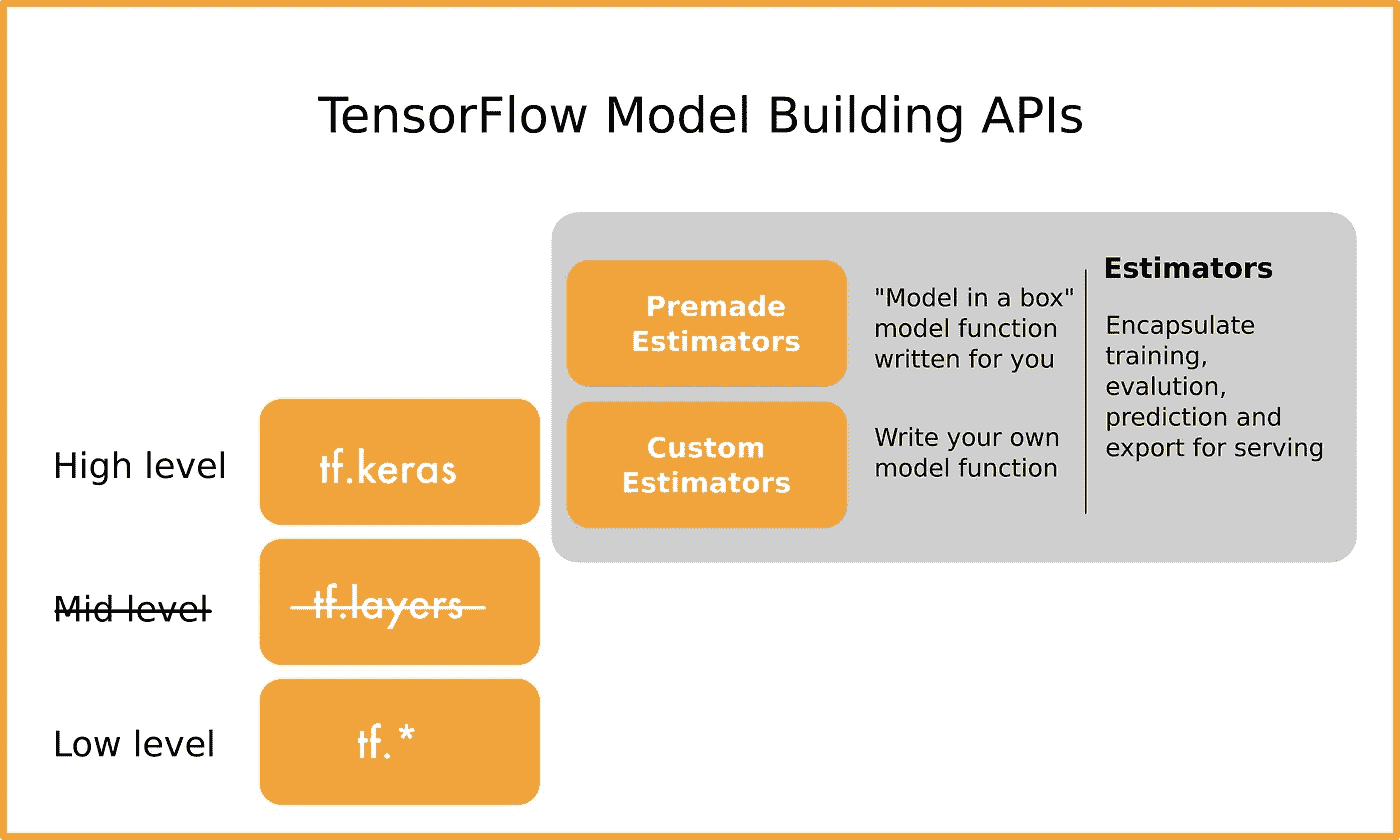 TensorFlow Model Building APIs
Premade
Estimators
"Model in a box"
model function
written for you
Custom
Estimators
Write your own
model function
Estimators
Encapsulate
training,
evalution,
prediction and
export for serving
High level
tf.keras
Mid level
tf.layers
Low level
tf.*